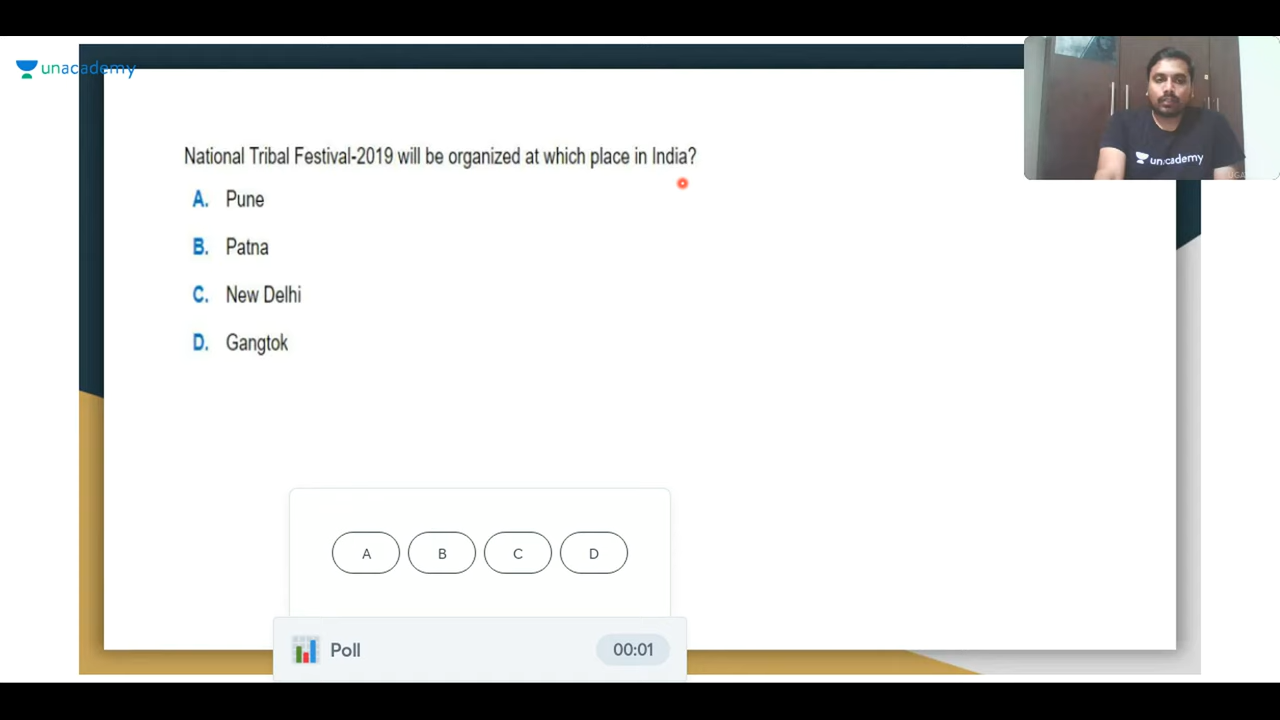 unacademy
unacademy
National Tribal Festival-2019 will be organized at which place in India?
A. Pune
B. Patna
C. New Delhi
D. Gangtok
A B C D
Poll 00:01